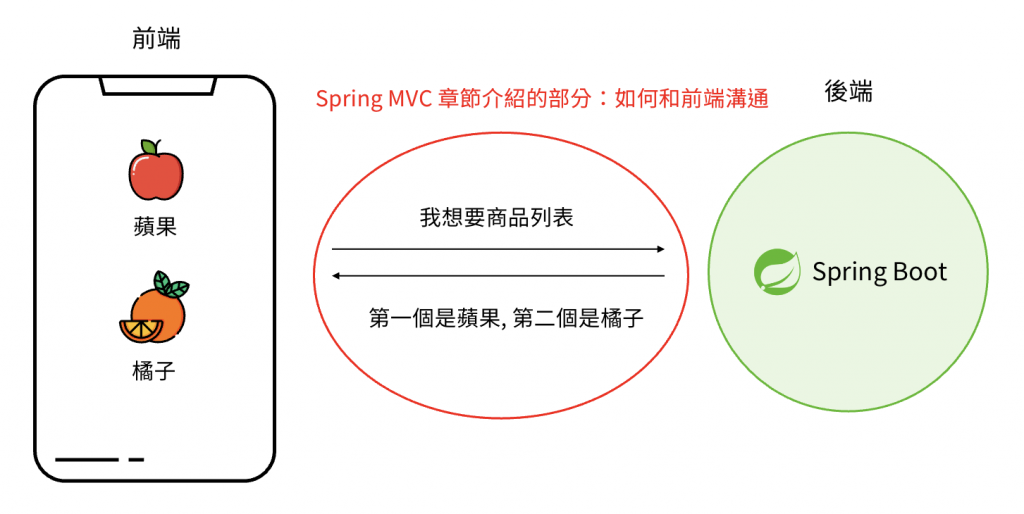 前端
Spring MVC 章節介紹的部分：如何和前端溝通
後端
蘋果
我想要商品列表
Spring Boot
第一個是蘋果, 第二個是橘子
橘子